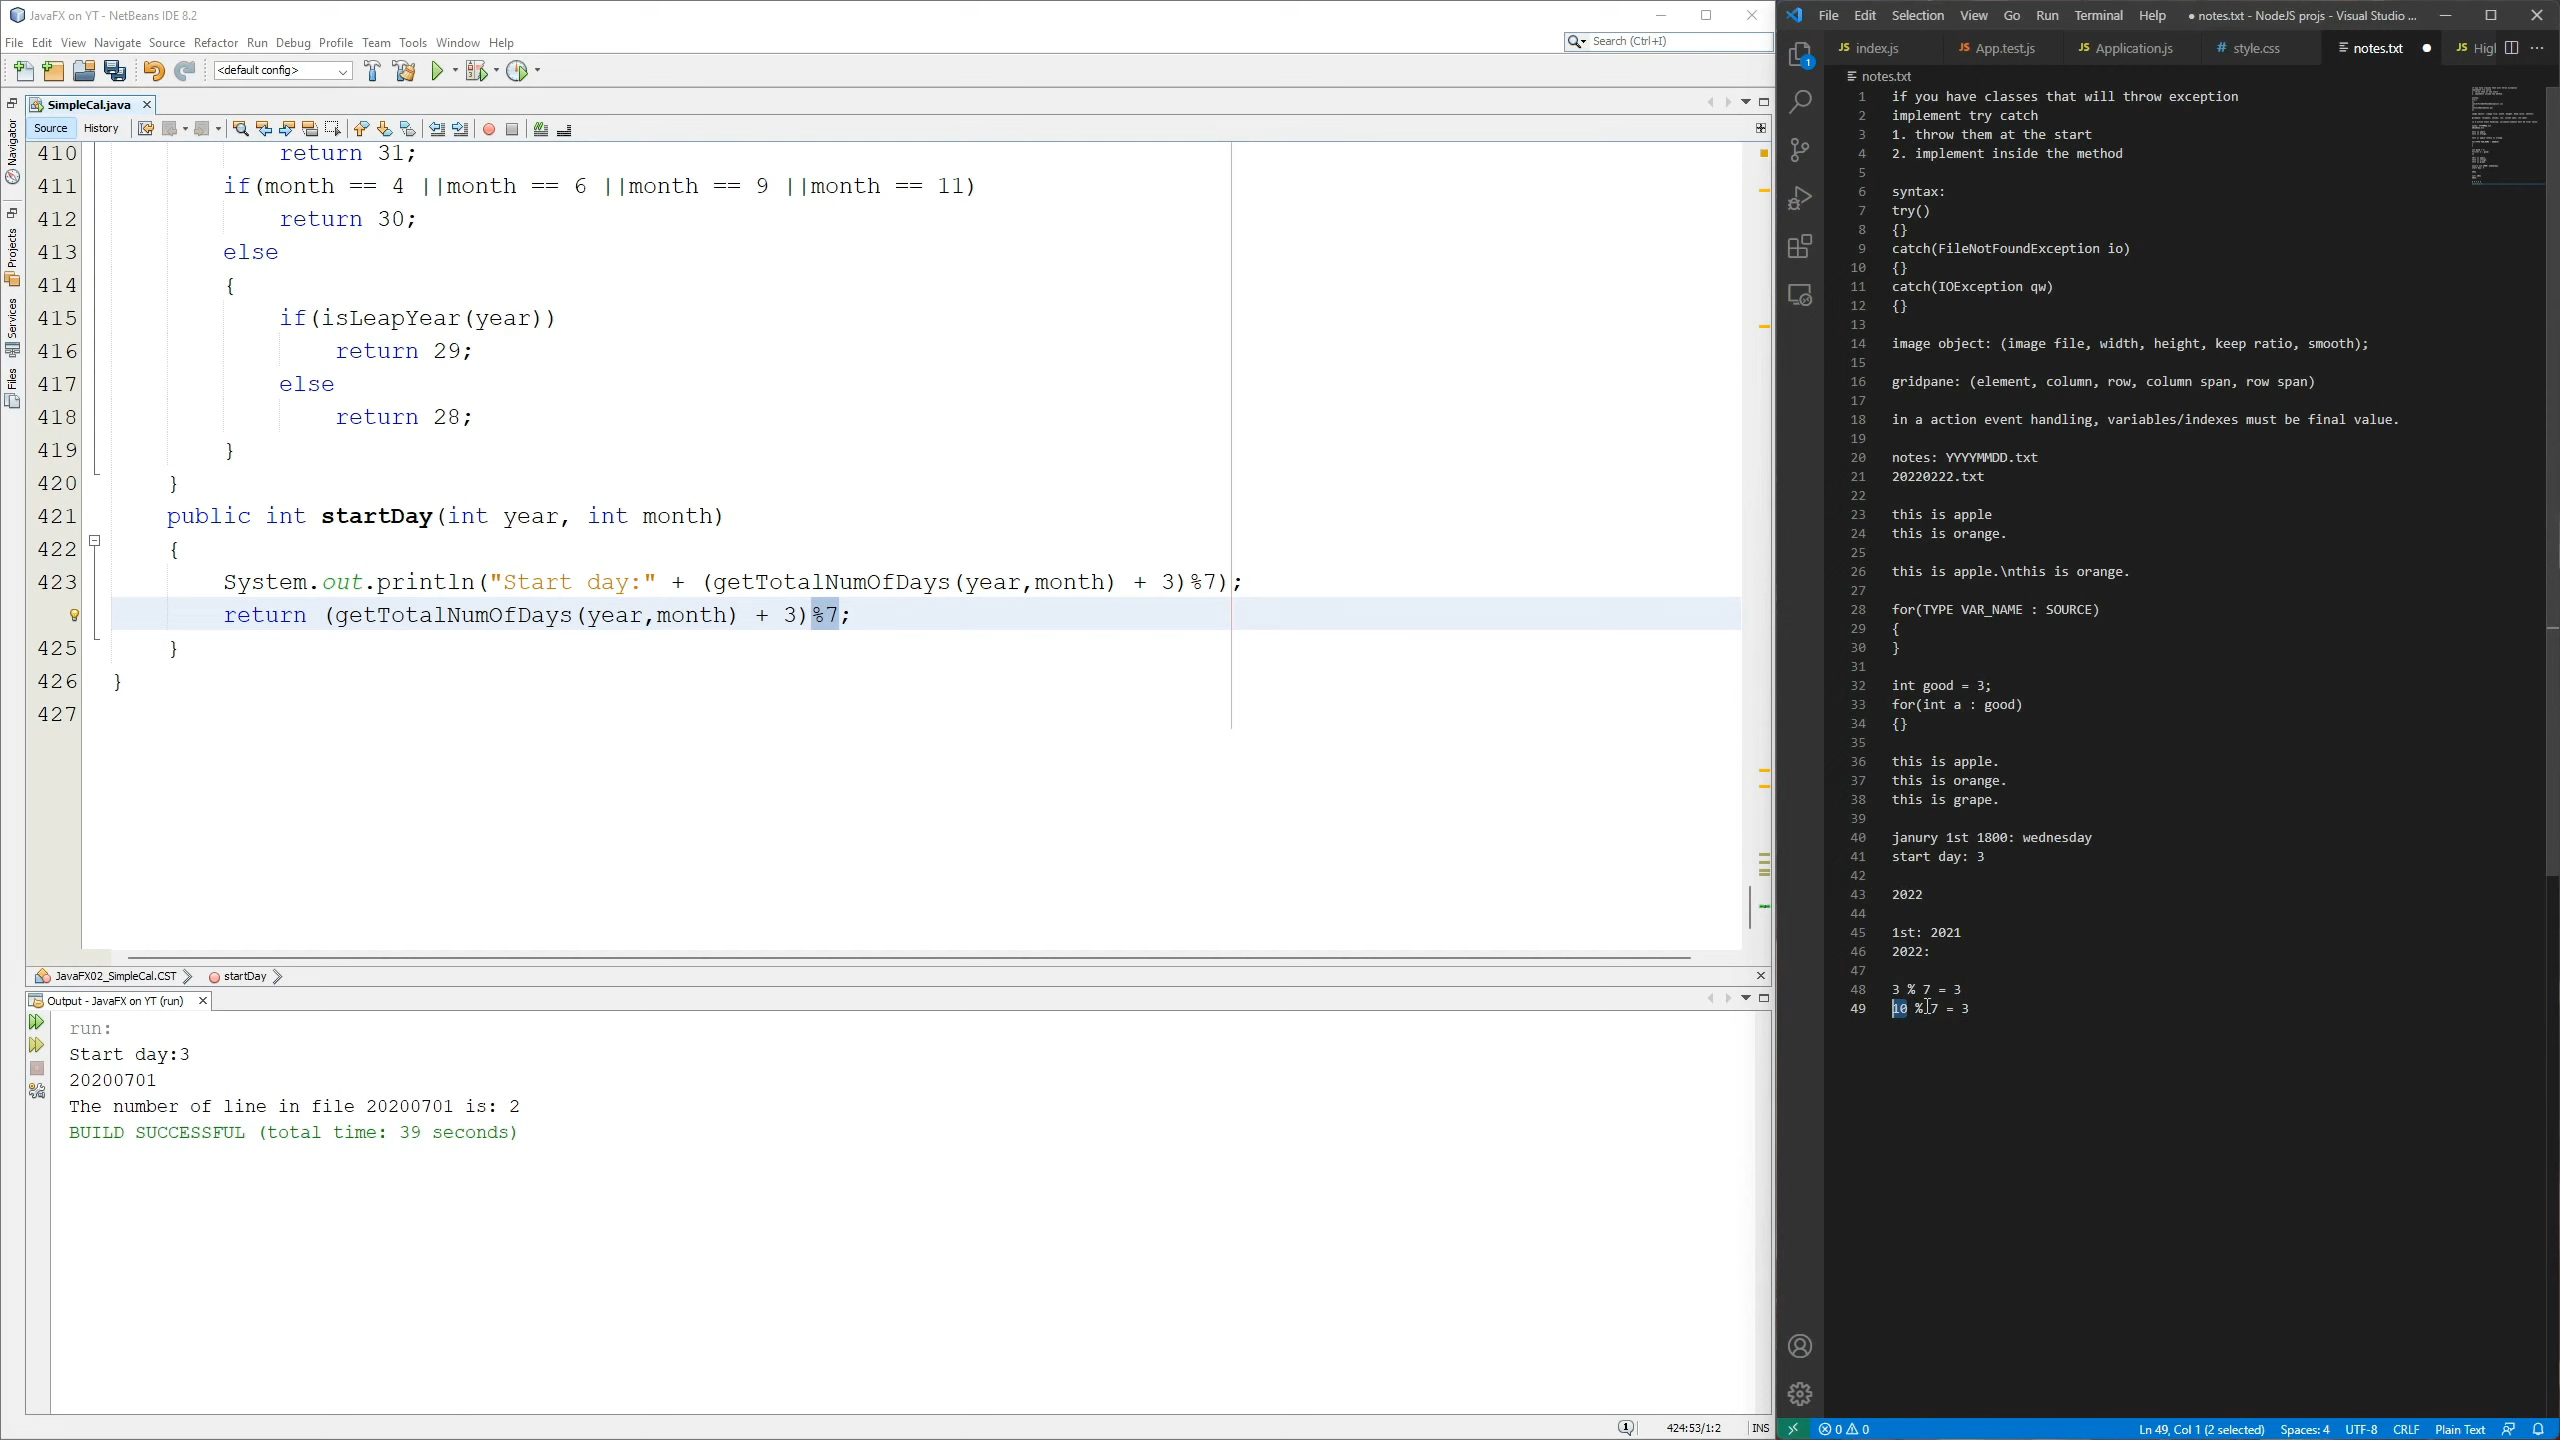 JavaFX on YT - NetBeans IDE 8.2
File Edit View Navigate Source Refactor Run Debug Profile Team Tools Window Help
Search (Ctrl+I)
<default config>
SimpleCal.java
Source History
Navigator
Projects
Services
Files
410 return 31;
411 if(month == 4 ||month == 6 ||month == 9 ||month == 11)
412 return 30;
413 else
414 {
415 if(isLeapYear(year))
416 return 29;
417 else
418 return 28;
419 }
420 }
421 public int startDay(int year, int month)
422 {
423 System.out.println("Start day:" + (getTotalNumOfDays(year,month) + 3)%7);
return (getTotalNumOfDays(year,month) + 3)%7;
425 }
426 }
427
JavaFX02_SimpleCal.CST startDay
Output - JavaFX on YT (run)
run:
Start day:3
20200701
The number of line in file 20200701 is: 2
BUILD SUCCESSFUL (total time: 39 seconds)
1 424:53/1:2 INS
File Edit Selection View Go Run Terminal Help ● notes.txt - NodeJS projs - Visual Studio ...
JS index.js JS App.test.js JS Application.js # style.css notes.txt JS Higl
1
notes.txt
1 if you have classes that will throw exception
2 implement try catch
3 1. throw them at the start
4 2. implement inside the method
5
6 syntax:
7 try()
8 {}
9 catch(FileNotFoundException io)
10 {}
11 catch(IOException qw)
12 {}
13
14 image object: (image file, width, height, keep ratio, smooth);
15
16 gridpane: (element, column, row, column span, row span)
17
18 in a action event handling, variables/indexes must be final value.
19
20 notes: YYYYMMDD.txt
21 20220222.txt
22
23 this is apple
24 this is orange.
25
26 this is apple.\nthis is orange.
27
28 for(TYPE VAR_NAME : SOURCE)
29 {
30 }
31
32 int good = 3;
33 for(int a : good)
34 {}
35
36 this is apple.
37 this is orange.
38 this is grape.
39
40 janury 1st 1800: wednesday
41 start day: 3
42
43 2022
44
45 1st: 2021
46 2022:
47
48 3 % 7 = 3
49 10 % 7 = 3
0 0 Ln 49, Col 1 (2 selected) Spaces: 4 UTF-8 CRLF Plain Text